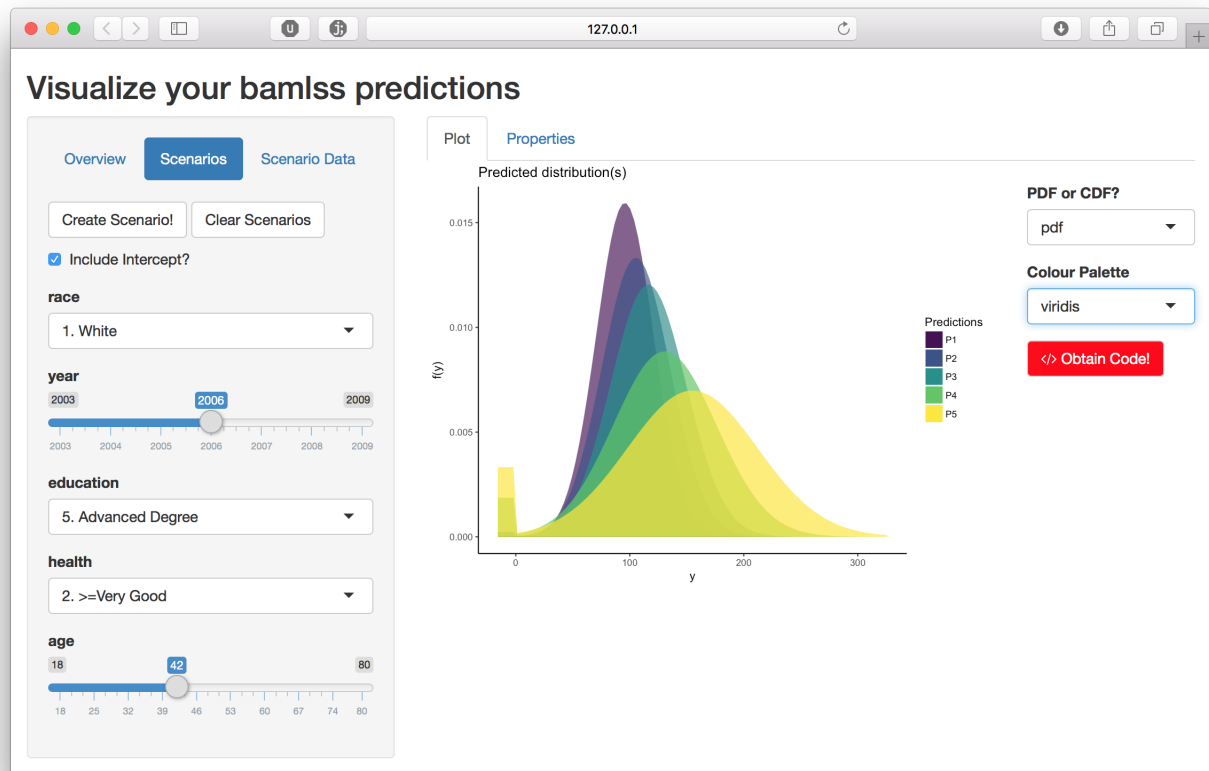 127.0.0.1
Visualize your bamlss predictions
Overview
Scenarios
Scenario Data
Create Scenario!
Clear Scenarios
Include Intercept?
race
1. White
year
2003
2006
2009
2003 2004 2005 2006 2007 2008 2009
education
5. Advanced Degree
health
2. >=Very Good
age
18
42
80
18 25 32 39 46 53 60 67 74 80
Plot
Properties
Predicted distribution(s)
0.015
0.010
0.005
0.000
f(y)
0 100 200 300
y
Predictions
P1
P2
P3
P4
P5
PDF or CDF?
pdf
Colour Palette
viridis
</> Obtain Code!